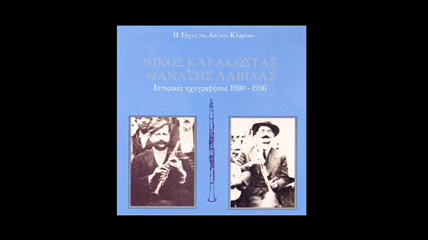 Η Τέχνη του Λαϊκού Κλαρίνου
ΝΙΚΟΣ ΚΑΡΑΚΩΣΤΑΣ
ΘΑΝΑΣΗΣ ΛΑΒΙΔΑΣ
Ιστορικές ηχογραφήσεις 1930 - 1936